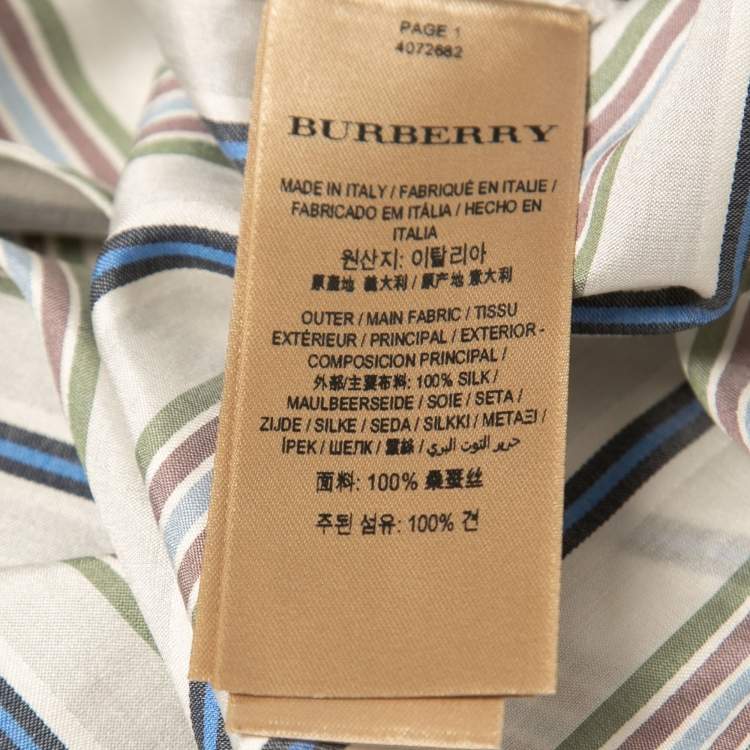 PAGE 1
4072682
BURBERRY
MADE IN ITALY / FABRIQUÉ EN ITALIE /
FABRICADO EM ITÁLIA / HECHO EN
ITALIA
원산지: 이탈리아
原產地 義大利 / 原产地 意大利
OUTER / MAIN FABRIC / TISSU
EXTÉRIEUR / PRINCIPAL / EXTERIOR -
COMPOSICION PRINCIPAL /
外部/主要布料: 100% SILK /
MAULBEERSEIDE / SOIE / SETA /
ZIJDE / SILKE / SEDA / SILKKI / ΜΕΤΑΞΙ /
İPEK / ШЕЛК / 蠶絲 / حرير التوت البري /
面料: 100% 桑蚕丝
주된 섬유: 100% 견